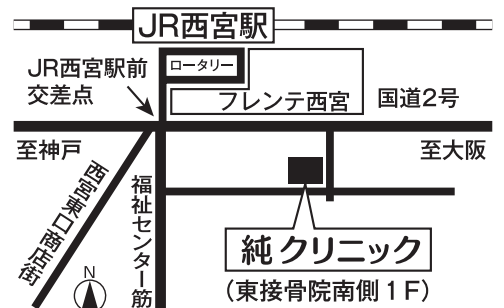 JR西宮駅
ロータリー
JR西宮駅前
交差点
フレンテ西宮
国道2号
至神戸
至大阪
西宮東口商店街
福祉センター筋
純クリニック
（東接骨院南側１F）
N